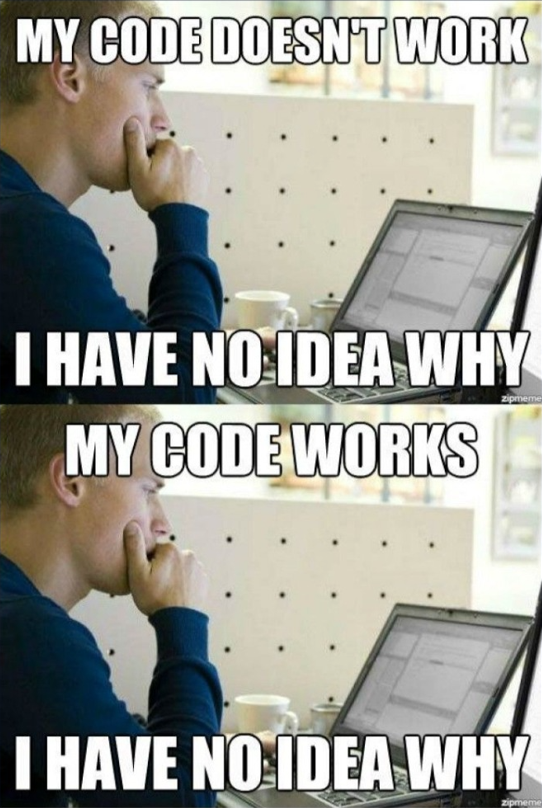 MY CODE DOESN'T WORK
I HAVE NO IDEA WHY
zipmeme
MY CODE WORKS
I HAVE NO IDEA WHY
zipmeme